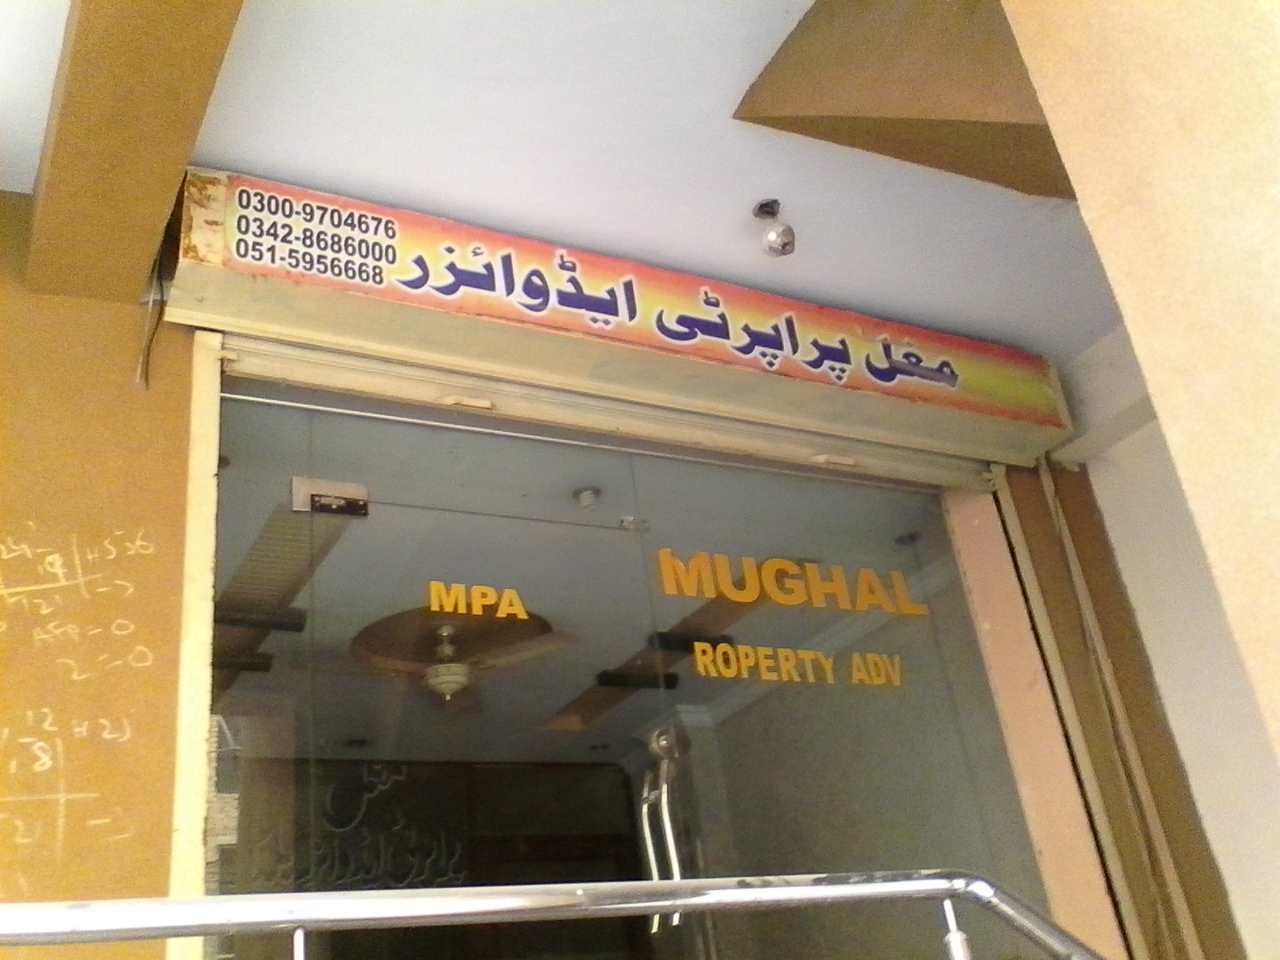 0300-9704676
0342-8686000
051-5956668
مغل پراپرٹی ایڈوائزر
MPA
MUGHAL
ROPERTY ADV